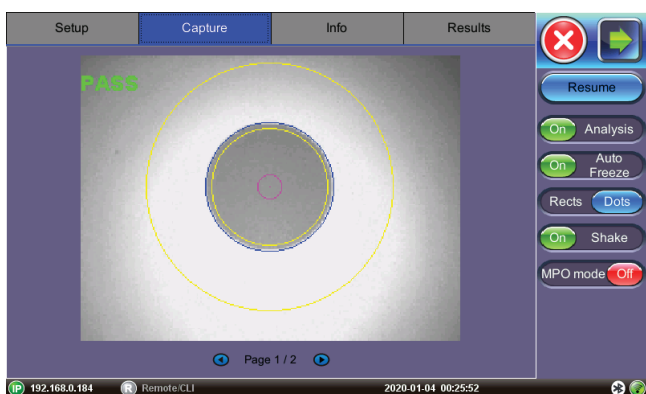 Setup Capture Info Results
PASS
Resume
On Analysis
On Auto
Freeze
Rects Dots
On Shake
MPO mode Off
Page 1 / 2
IP 192.168.0.184 R Remote/CLI 2020-01-04 00:25:52